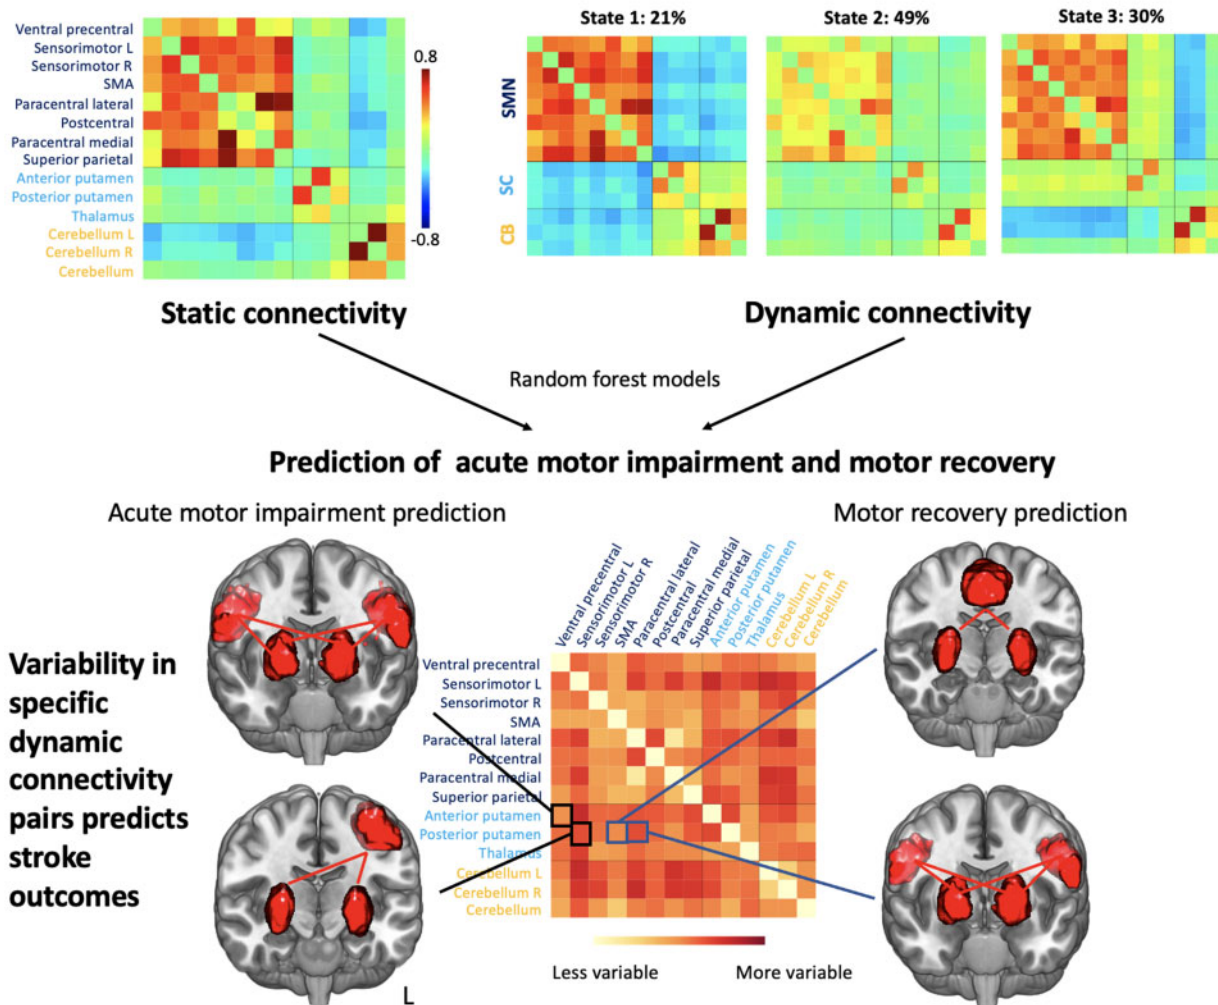 State 1: 21%
State 2: 49%
State 3: 30%
Ventral precentral
Sensorimotor L
Sensorimotor R
SMA
Paracentral lateral
Postcentral
Paracentral medial
Superior parietal
Anterior putamen
Posterior putamen
Thalamus
Cerebellum L
Cerebellum R
Cerebellum
0.8
-0.8
SMN
SC
CB
Static connectivity
Dynamic connectivity
Random forest models
Prediction of acute motor impairment and motor recovery
Acute motor impairment prediction
Motor recovery prediction
Variability in
specific
dynamic
connectivity
pairs predicts
stroke
outcomes
Ventral precentral
Sensorimotor L
Sensorimotor R
SMA
Paracentral lateral
Postcentral
Paracentral medial
Superior parietal
Anterior putamen
Posterior putamen
Thalamus
Cerebellum L
Cerebellum R
Cerebellum
Ventral precentral
Sensorimotor L
Sensorimotor R
SMA
Paracentral lateral
Postcentral
Paracentral medial
Superior parietal
Anterior putamen
Posterior putamen
Thalamus
Cerebellum L
Cerebellum R
Cerebellum
Less variable
More variable
L